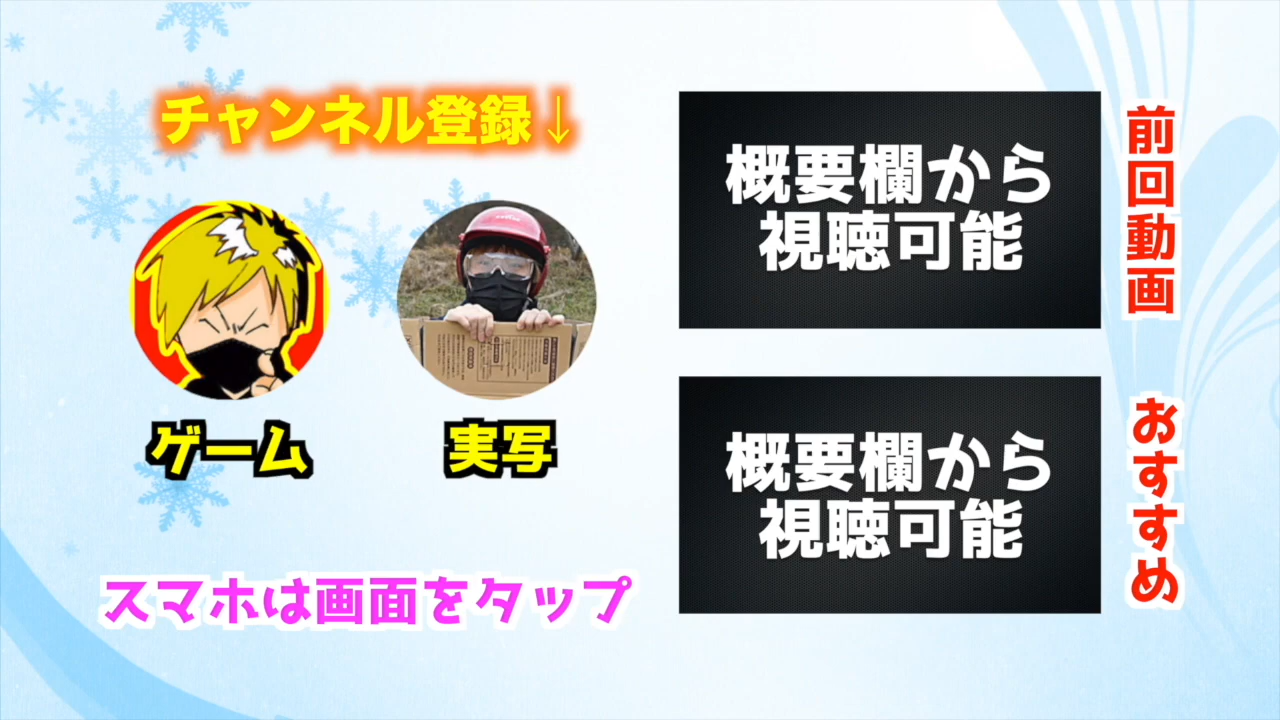 チャンネル登録↓
ゲーム
実写
スマホは画面をタップ
概要欄から
視聴可能
前回動画
概要欄から
視聴可能
おすすめ